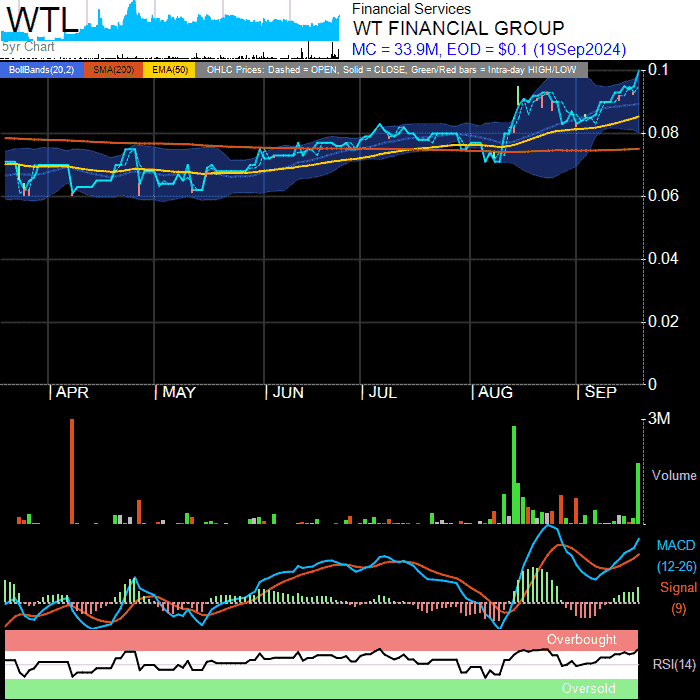 WTL
5yr Chart
Financial Services
WT FINANCIAL GROUP
MC = 33.9M, EOD = $0.1 (19Sep2024)
BollBands(20,2) SMA(200) EMA(50) OHLC Prices: Dashed = OPEN, Solid = CLOSE, Green/Red bars = Intra-day HIGH/LOW
0.1
0.08
0.06
0.04
0.02
0
APR MAY JUN JUL AUG SEP
3M
Volume
MACD
(12-26)
Signal
(9)
Overbought
RSI(14)
Oversold